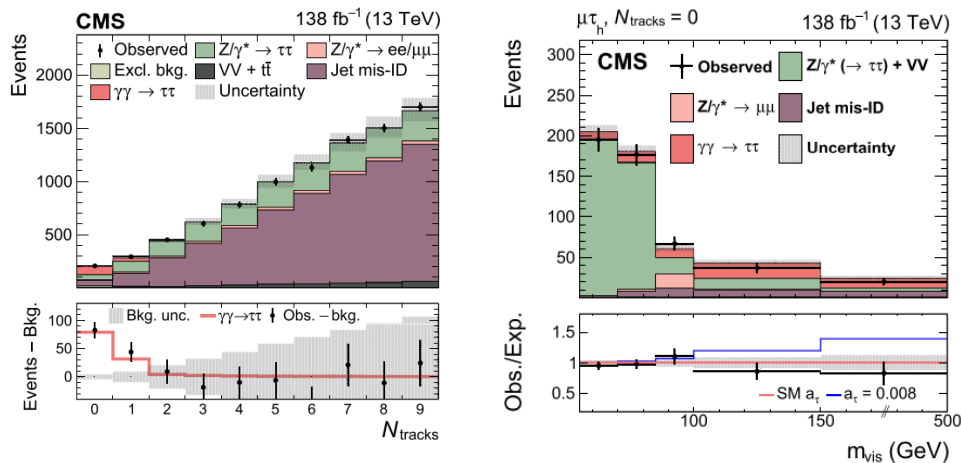 CMS 138 fb⁻¹ (13 TeV)
Events
Observed Z/γ* → ττ Z/γ* → ee/μμ
Excl. bkg. VV + tt̄ Jet mis-ID
γγ → ττ Uncertainty
2000
1500
1000
500
Events − Bkg.
Bkg unc. γγ→ττ Obs. − bkg.
100
50
0
0 1 2 3 4 5 6 7 8 9
N_tracks
μτ_h, N_tracks = 0 138 fb⁻¹ (13 TeV)
Events
CMS Observed Z/γ* (→ ττ) + VV
Z/γ* → μμ Jet mis-ID
γγ → ττ Uncertainty
300
250
200
150
100
50
Obs./Exp.
1.5
1
0.5
SM a_τ a_τ = 0.008
100 150 500
m_vis (GeV)